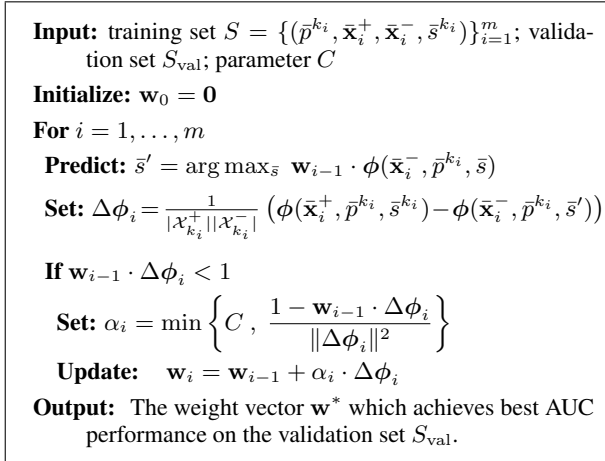 Input: training set S = {(p̄^{k_i}, x̄_i^+, x̄_i^-, s̄^{k_i})}_{i=1}^m; valida-
tion set S_val; parameter C
Initialize: w_0 = 0
For i = 1, . . . , m
Predict: s̄′ = arg max_{s̄} w_{i−1} · ϕ(x̄_i^−, p̄^{k_i}, s̄)
Set: Δϕ_i = \frac{1}{|X_{k_i}^+||X_{k_i}^−|} (ϕ(x̄_i^+, p̄^{k_i}, s̄^{k_i}) − ϕ(x̄_i^−, p̄^{k_i}, s̄′))
If w_{i−1} · Δϕ_i < 1
Set: α_i = min { C , \frac{1 − w_{i−1} · Δϕ_i}{‖Δϕ_i‖^2} }
Update: w_i = w_{i−1} + α_i · Δϕ_i
Output: The weight vector w* which achieves best AUC
performance on the validation set S_val.